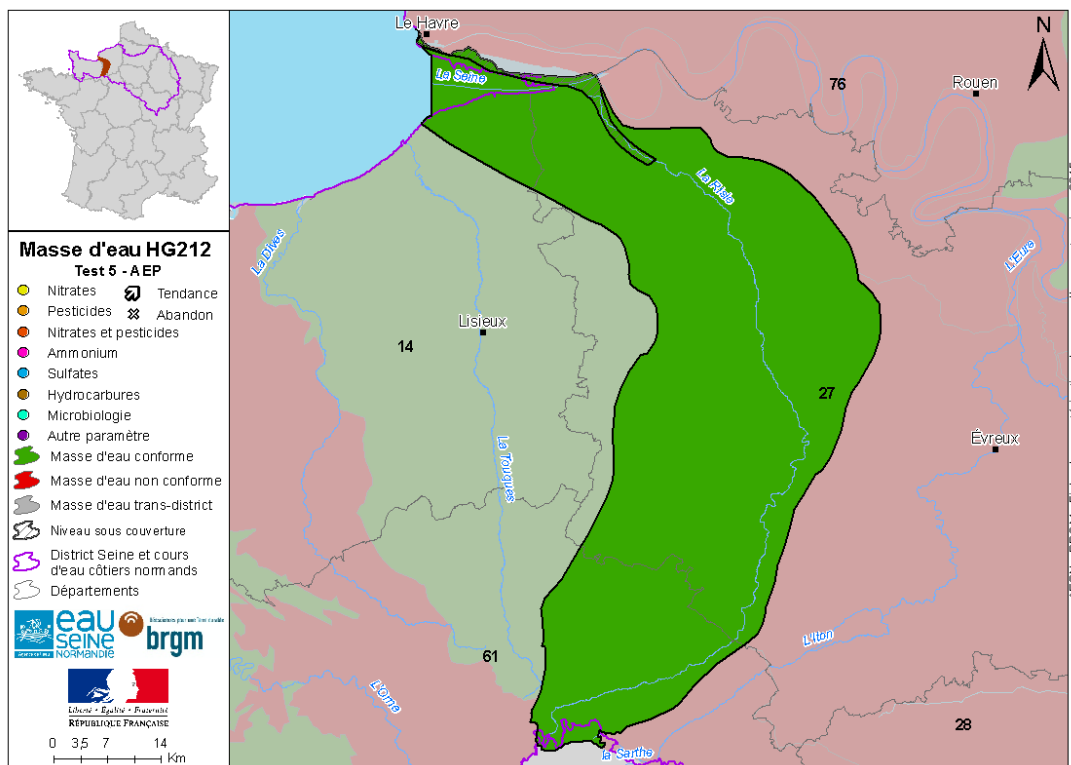 Masse d'eau HG212
Test 5 - AEP
Nitrates
Tendance
Pesticides
Abandon
Nitrates et pesticides
Ammonium
Sulfates
Hydrocarbures
Microbiologie
Autre paramètre
Masse d'eau conforme
Masse d'eau non conforme
Masse d'eau trans-district
Niveau sous couverture
District Seine et cours
d'eau côtiers normands
Départements
eau
SEINE
NORMANDIE
brgm
Liberté • Égalité • Fraternité
RÉPUBLIQUE FRANÇAISE
0 3,5 7 14
Km
Le Havre
N
La Seine
76
Rouen
La Risle
La Dives
L'Eure
Lisieux
14
27
Évreux
La Touques
L'Iton
61
L'Orne
28
la Sarthe